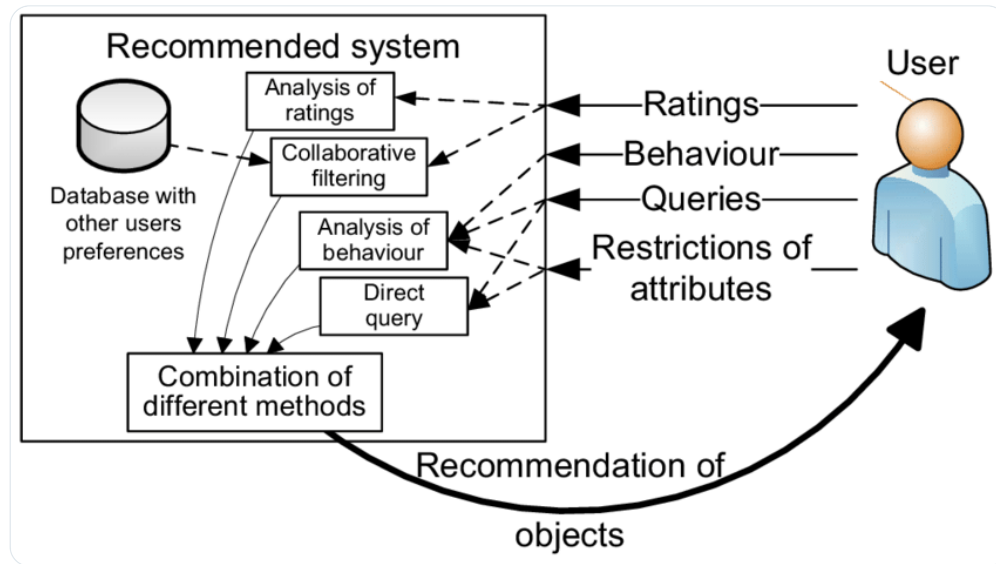 Recommended system
Analysis of
ratings
Collaborative
filtering
Database with
other users
preferences
Analysis of
behaviour
Direct
query
Combination of
different methods
User
Ratings
Behaviour
Queries
Restrictions of
attributes
Recommendation of
objects